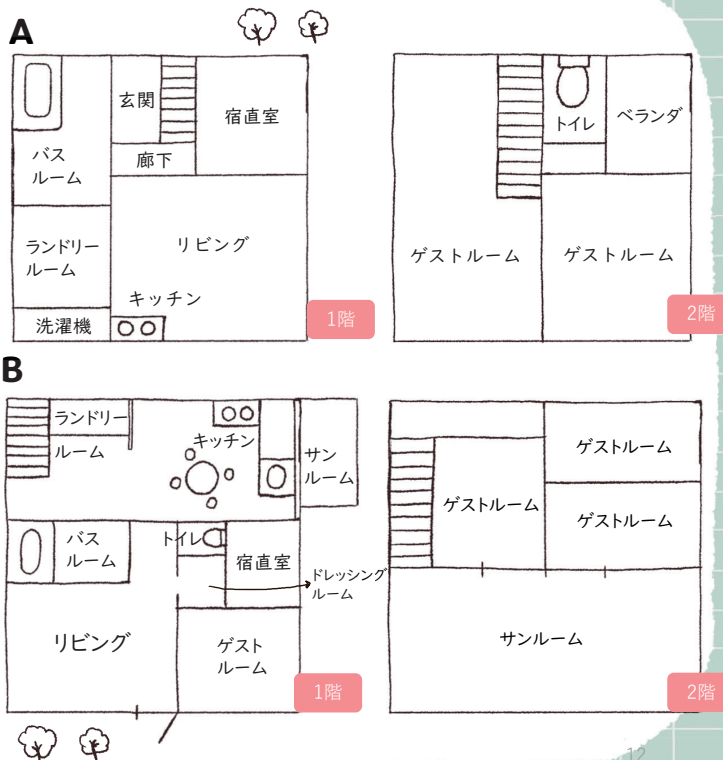 A
玄関
宿直室
バス
ルーム
廊下
ランドリー
ルーム
リビング
キッチン
洗濯機
1階
トイレ
ベランダ
ゲストルーム
ゲストルーム
2階
B
ランドリー
ルーム
キッチン
サン
ルーム
バス
ルーム
トイレ
宿直室
ドレッシング
ルーム
リビング
ゲスト
ルーム
1階
ゲストルーム
ゲストルーム
ゲストルーム
サンルーム
2階
12